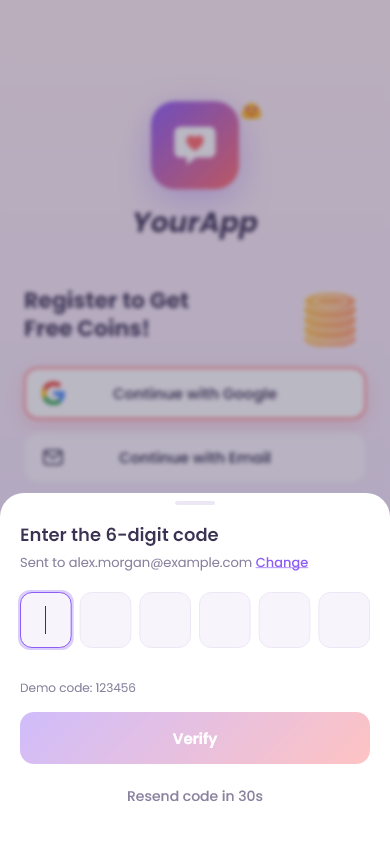 YourApp
Register to Get
Free Coins!
Continue with Google
Continue with Email
Enter the 6-digit code
Sent to alex.morgan@example.com Change
Demo code: 123456
Verify
Resend code in 30s